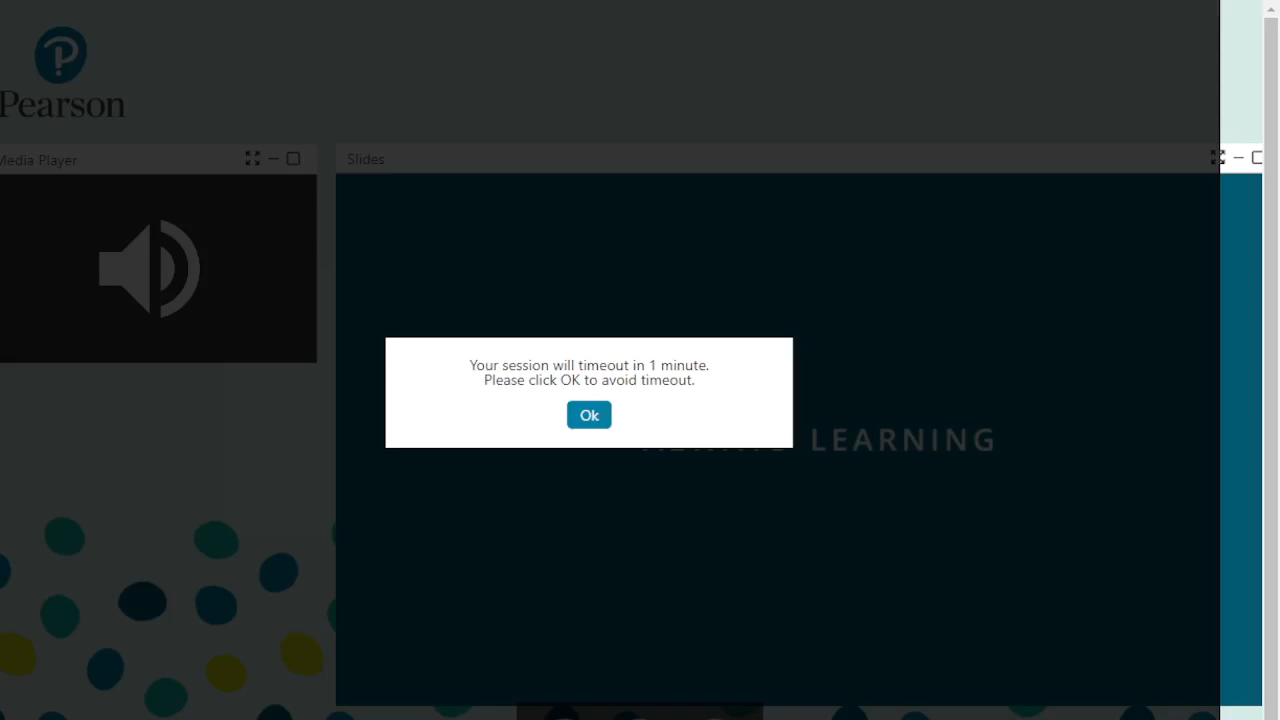 Pearson
Media Player
Slides
Your session will timeout in 1 minute.
Please click OK to avoid timeout.
Ok
LEARNING